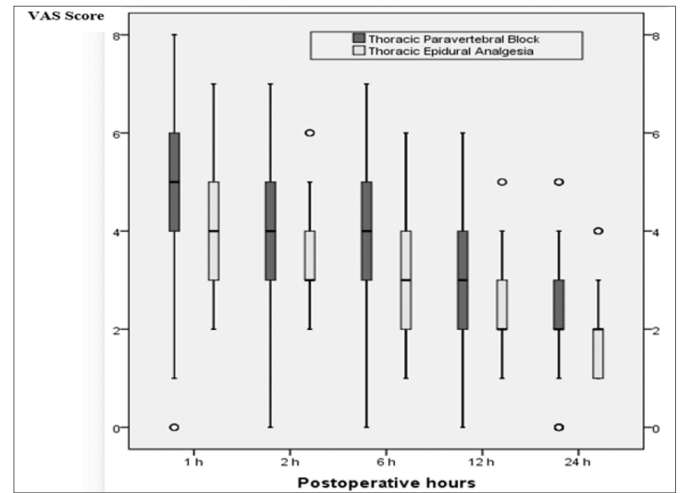 VAS Score
Thoracic Paravertebral Block
Thoracic Epidural Analgesia
8 8
6 6
4 4
2 2
0 0
1 h 2 h 6 h 12 h 24 h
Postoperative hours